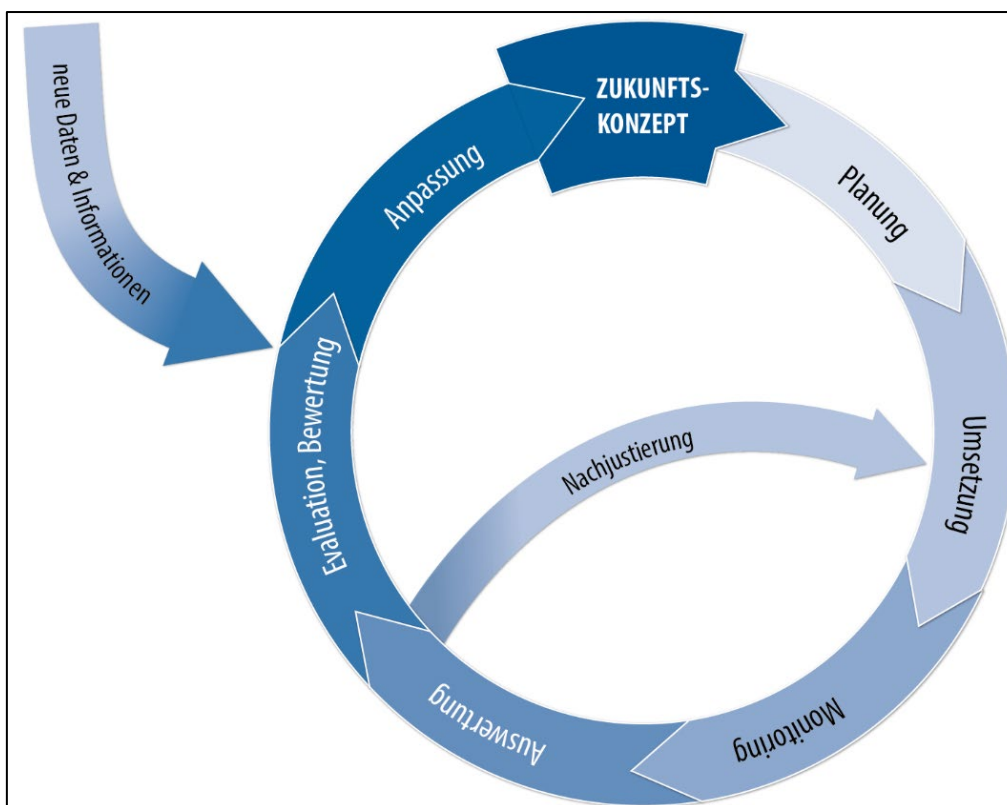 neue Daten & Informationen
ZUKUNFTS-
KONZEPT
Planung
Umsetzung
Monitoring
Auswertung
Evaluation, Bewertung
Anpassung
Nachjustierung